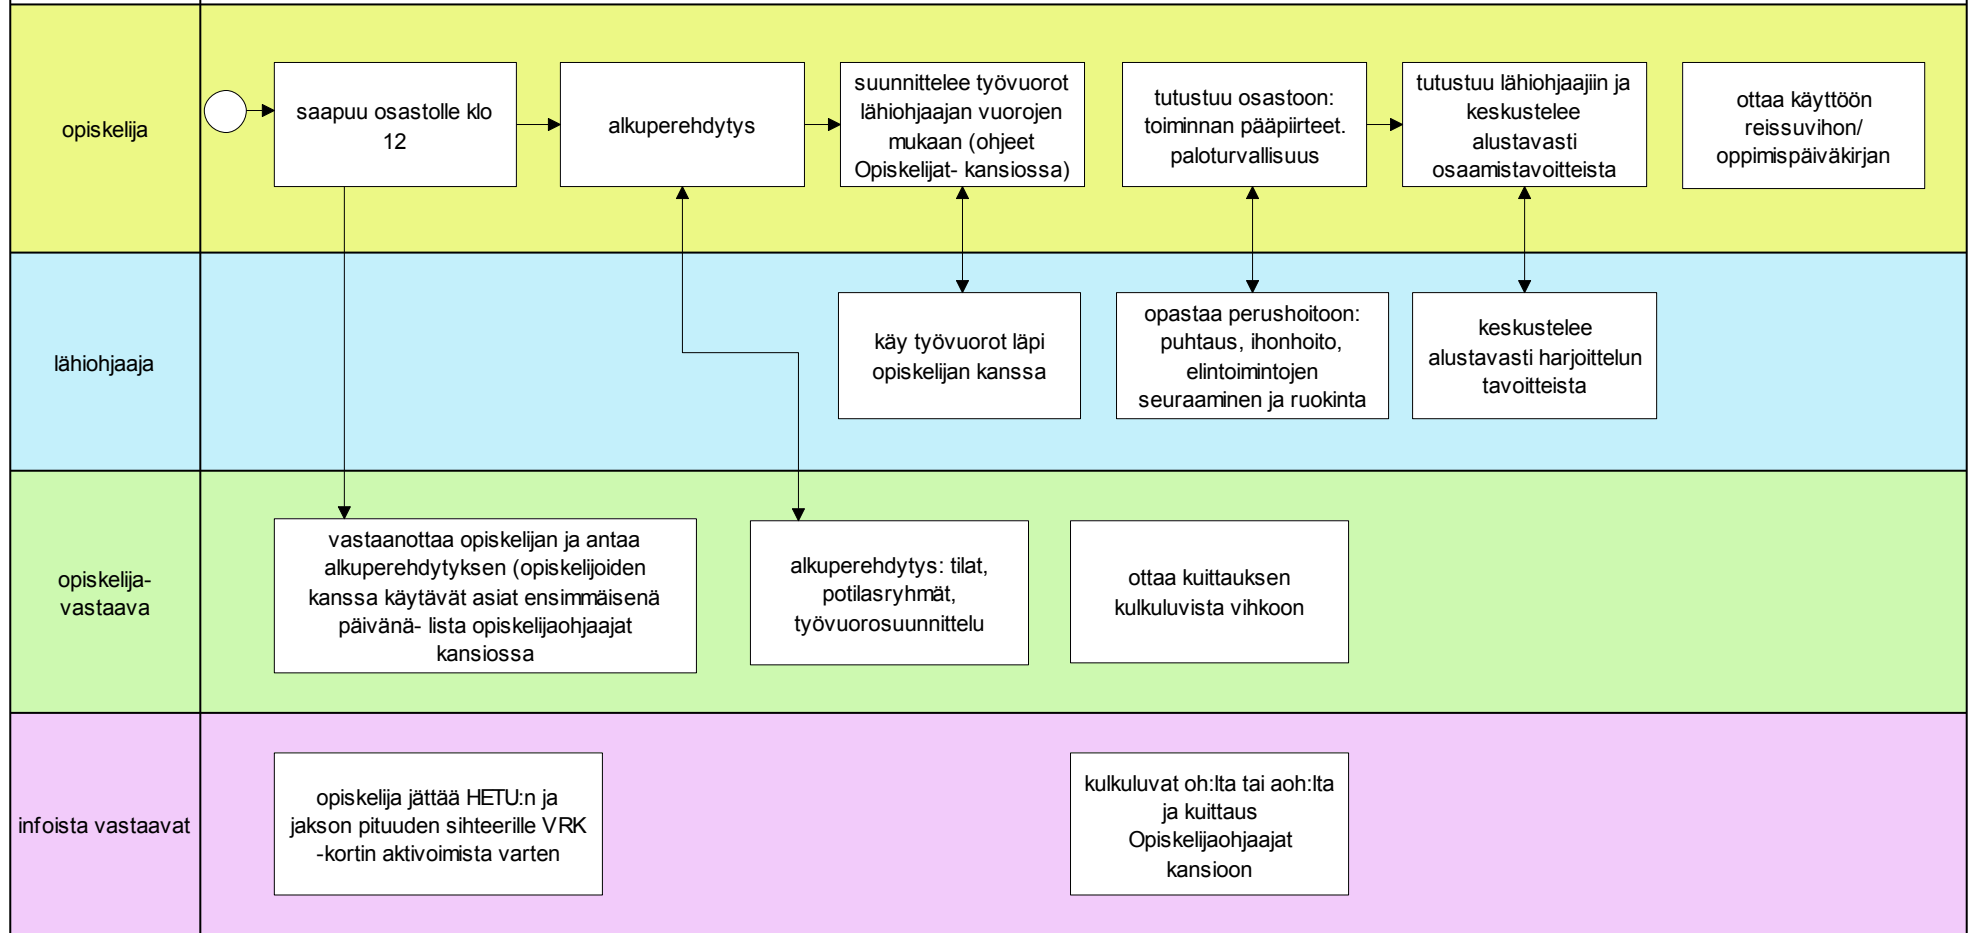 opiskelija
saapuu osastolle klo
12
alkuperehdytys
suunnittelee työvuorot
lähiohjaajan vuorojen
mukaan (ohjeet
Opiskelijat- kansiossa)
tutustuu osastoon:
toiminnan pääpiirteet.
paloturvallisuus
tutustuu lähiohjaajiin ja
keskustelee
alustavasti
osaamistavoitteista
ottaa käyttöön
reissuvihon/
oppimispäiväkirjan
lähiohjaaja
käy työvuorot läpi
opiskelijan kanssa
opastaa perushoitoon:
puhtaus, ihonhoito,
elintoimintojen
seuraaminen ja ruokinta
keskustelee
alustavasti harjoittelun
tavoitteista
opiskelija-
vastaava
vastaanottaa opiskelijan ja antaa
alkuperehdytyksen (opiskelijoiden
kanssa käytävät asiat ensimmäisenä
päivänä- lista opiskelijaohjaajat
kansiossa
alkuperehdytys: tilat,
potilasryhmät,
työvuorosuunnittelu
ottaa kuittauksen
kulkuluvista vihkoon
infoista vastaavat
opiskelija jättää HETU:n ja
jakson pituuden sihteerille VRK
-kortin aktivoimista varten
kulkuluvat oh:lta tai aoh:lta
ja kuittaus
Opiskelijaohjaajat
kansioon